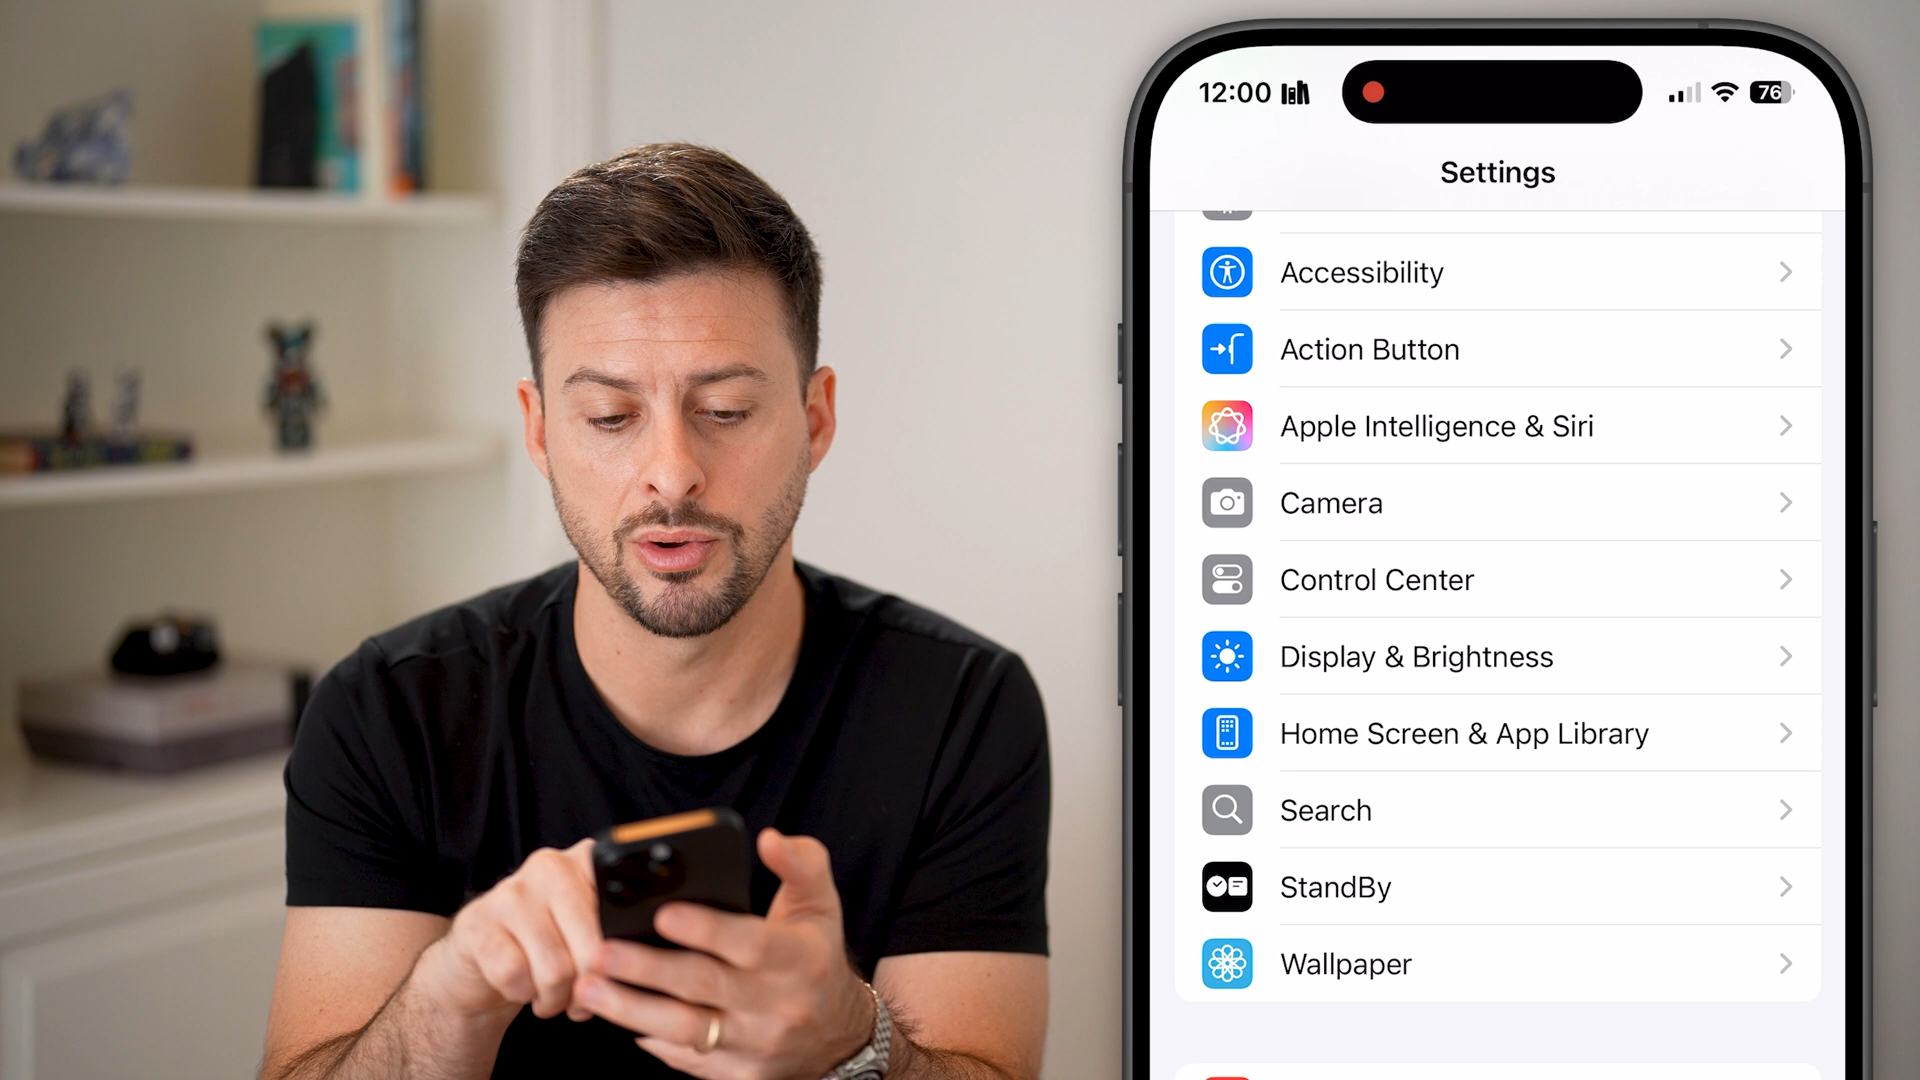 12:00
76
Settings
Accessibility
Action Button
Apple Intelligence & Siri
Camera
Control Center
Display & Brightness
Home Screen & App Library
Search
StandBy
Wallpaper